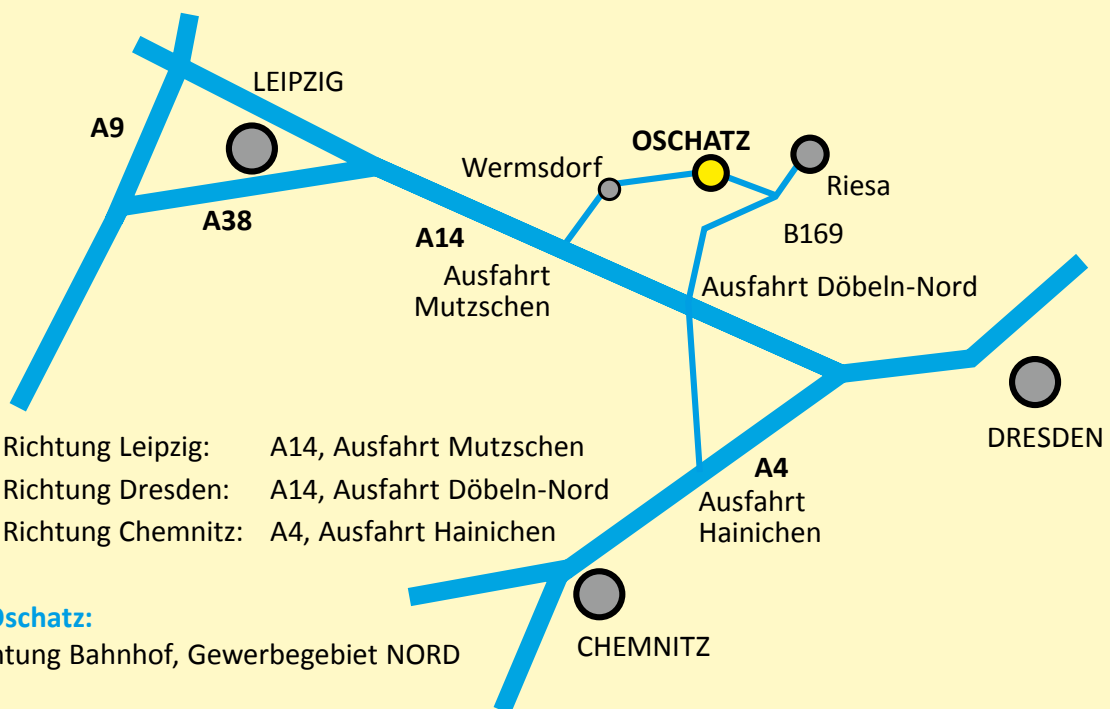 LEIPZIG
A9
OSCHATZ
Wermsdorf
Riesa
A38
A14
B169
Ausfahrt
Mutzschen
Ausfahrt Döbeln-Nord
DRESDEN
Richtung Leipzig: A14, Ausfahrt Mutzschen
Richtung Dresden: A14, Ausfahrt Döbeln-Nord
Richtung Chemnitz: A4, Ausfahrt Hainichen
A4
Ausfahrt
Hainichen
CHEMNITZ
Oschatz:
Bahnhof, Gewerbegebiet NORD